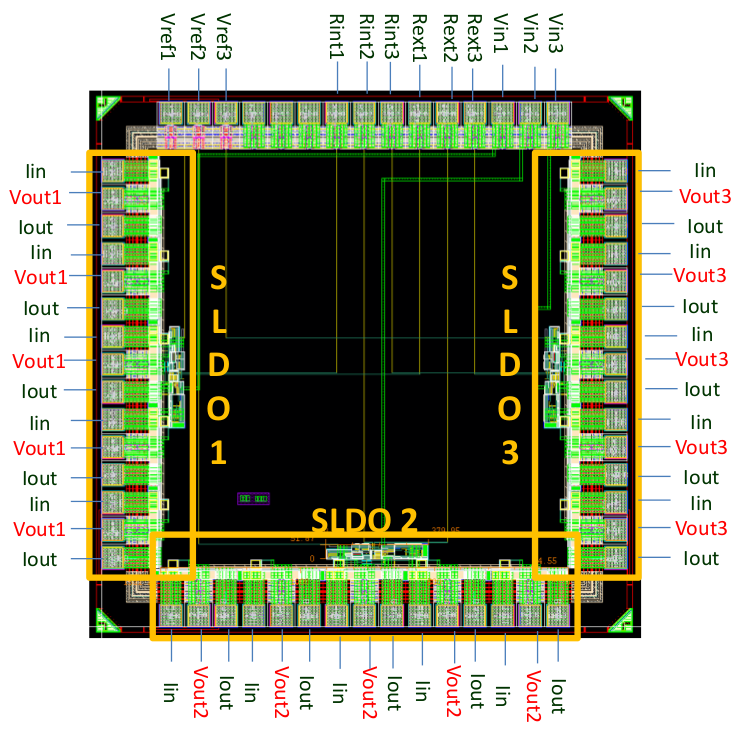 Vref1
Vref2
Vref3
Rint1
Rint2
Rint3
Rext1
Rext2
Rext3
Vin1
Vin2
Vin3
Iin
Vout1
Iout
Iin
Vout1
Iout
Iin
Vout1
Iout
Iin
Vout1
Iout
Iin
Vout1
Iout
SLDO1
SLDO3
Iin
Vout3
Iout
Iin
Vout3
Iout
Iin
Vout3
Iout
Iin
Vout3
Iout
Iin
Vout3
Iout
SLDO 2
0
Iin
Vout2
Iout
Iin
Vout2
Iout
Iin
Vout2
Iout
Iin
Vout2
Iout
Iin
Vout2
Iout